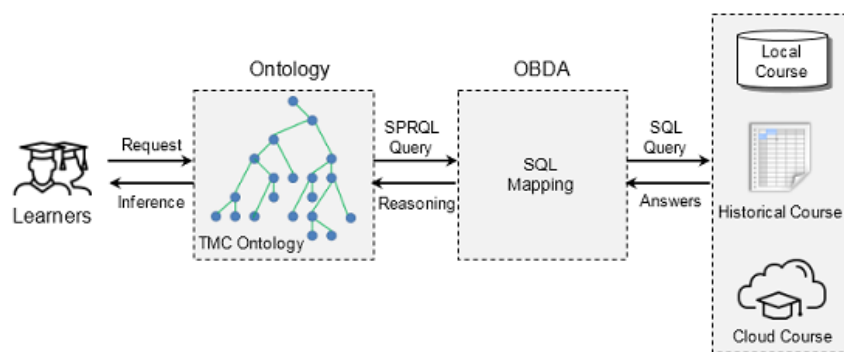 Ontology
OBDA
Local
Course
Request
SPRQL
Query
SQL
Query
SQL
Mapping
Learners
Inference
Reasoning
Answers
TMC Ontology
Historical Course
Cloud Course